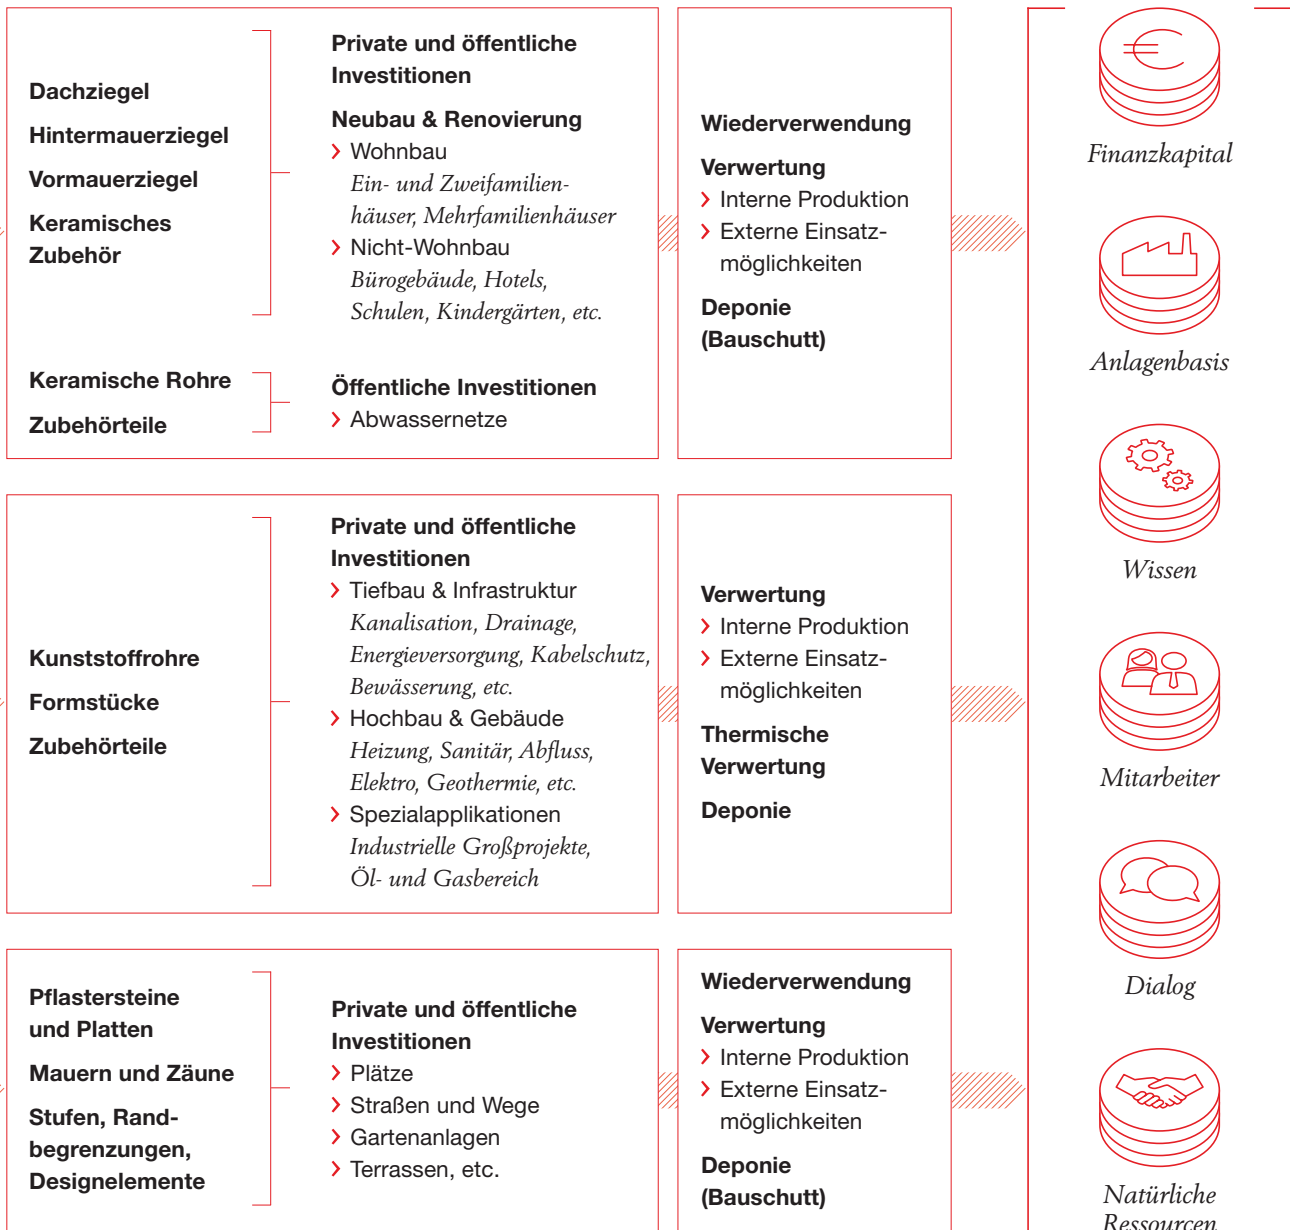 Dachziegel
Hintermauerziegel
Vormauerziegel
Keramisches
Zubehör
Private und öffentliche
Investitionen
Neubau & Renovierung
Wohnbau
Ein- und Zweifamilien-
häuser, Mehrfamilienhäuser
Nicht-Wohnbau
Bürogebäude, Hotels,
Schulen, Kindergärten, etc.
Keramische Rohre
Zubehörteile
Öffentliche Investitionen
Abwassernetze
Wiederverwendung
Verwertung
Interne Produktion
Externe Einsatz-
möglichkeiten
Deponie
(Bauschutt)
Kunststoffrohre
Formstücke
Zubehörteile
Private und öffentliche
Investitionen
Tiefbau & Infrastruktur
Kanalisation, Drainage,
Energieversorgung, Kabelschutz,
Bewässerung, etc.
Hochbau & Gebäude
Heizung, Sanitär, Abfluss,
Elektro, Geothermie, etc.
Spezialapplikationen
Industrielle Großprojekte,
Öl- und Gasbereich
Verwertung
Interne Produktion
Externe Einsatz-
möglichkeiten
Thermische
Verwertung
Deponie
Pflastersteine
und Platten
Mauern und Zäune
Stufen, Rand-
begrenzungen,
Designelemente
Private und öffentliche
Investitionen
Plätze
Straßen und Wege
Gartenanlagen
Terrassen, etc.
Wiederverwendung
Verwertung
Interne Produktion
Externe Einsatz-
möglichkeiten
Deponie
(Bauschutt)
Finanzkapital
Anlagenbasis
Wissen
Mitarbeiter
Dialog
Natürliche
Ressourcen